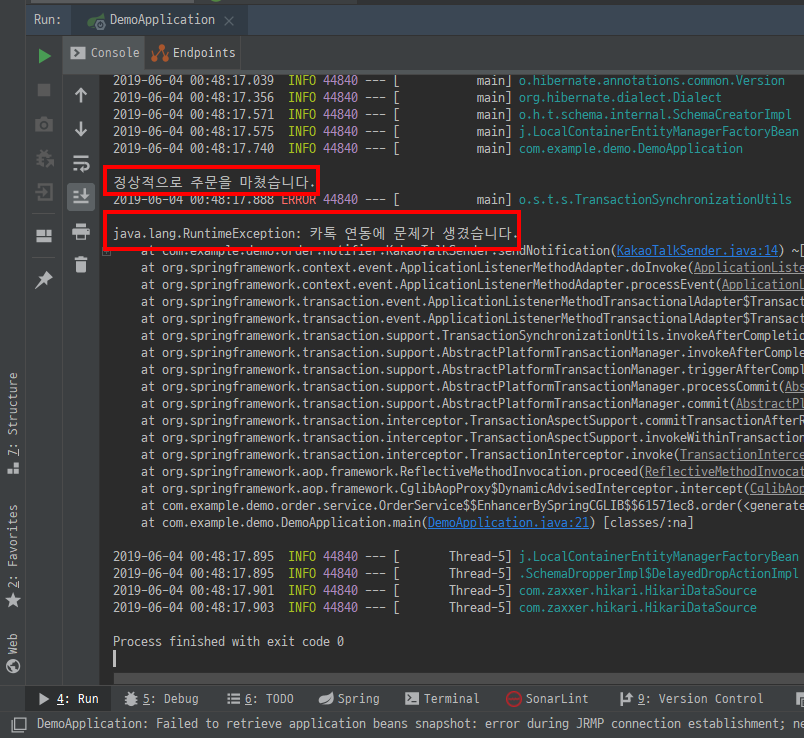 Run: DemoApplication
Console Endpoints
2019-06-04 00:48:17.039 INFO 44840 --- [ main] o.hibernate.annotations.common.Version
2019-06-04 00:48:17.356 INFO 44840 --- [ main] org.hibernate.dialect.Dialect
2019-06-04 00:48:17.571 INFO 44840 --- [ main] o.h.t.schema.internal.SchemaCreatorImpl
2019-06-04 00:48:17.575 INFO 44840 --- [ main] j.LocalContainerEntityManagerFactoryBean
2019-06-04 00:48:17.740 INFO 44840 --- [ main] com.example.demo.DemoApplication
정상적으로 주문을 마쳤습니다.
2019-06-04 00:48:17.888 ERROR 44840 --- [ main] o.s.t.s.TransactionSynchronizationUtils
java.lang.RuntimeException: 카톡 연동에 문제가 생겼습니다.
at com.example.demo.order.notifier.KakaoTalkSender.sendNotification(KakaoTalkSender.java:14) ~[
at org.springframework.context.event.ApplicationListenerMethodAdapter.doInvoke(ApplicationListe
at org.springframework.context.event.ApplicationListenerMethodAdapter.processEvent(ApplicationL
at org.springframework.transaction.event.ApplicationListenerMethodTransactionalAdapter$Transact
at org.springframework.transaction.event.ApplicationListenerMethodTransactionalAdapter$Transact
at org.springframework.transaction.support.TransactionSynchronizationUtils.invokeAfterCompletio
at org.springframework.transaction.support.AbstractPlatformTransactionManager.invokeAfterComple
at org.springframework.transaction.support.AbstractPlatformTransactionManager.triggerAfterCompl
at org.springframework.transaction.support.AbstractPlatformTransactionManager.processCommit(Abs
at org.springframework.transaction.support.AbstractPlatformTransactionManager.commit(AbstractPl
at org.springframework.transaction.interceptor.TransactionAspectSupport.commitTransactionAfterR
at org.springframework.transaction.interceptor.TransactionAspectSupport.invokeWithinTransaction
at org.springframework.transaction.interceptor.TransactionInterceptor.invoke(TransactionInterce
at org.springframework.aop.framework.ReflectiveMethodInvocation.proceed(ReflectiveMethodInvocat
at org.springframework.aop.framework.CglibAopProxy$DynamicAdvisedInterceptor.intercept(CglibAop
at com.example.demo.order.service.OrderService$$EnhancerBySpringCGLIB$$61571ec8.order(<generate
at com.example.demo.DemoApplication.main(DemoApplication.java:21) [classes/:na]
2019-06-04 00:48:17.895 INFO 44840 --- [ Thread-5] j.LocalContainerEntityManagerFactoryBean
2019-06-04 00:48:17.895 INFO 44840 --- [ Thread-5] .SchemaDropperImpl$DelayedDropActionImpl
2019-06-04 00:48:17.901 INFO 44840 --- [ Thread-5] com.zaxxer.hikari.HikariDataSource
2019-06-04 00:48:17.903 INFO 44840 --- [ Thread-5] com.zaxxer.hikari.HikariDataSource
Process finished with exit code 0
7: Structure
2: Favorites
Web
4: Run 5: Debug 6: TODO Spring Terminal SonarLint 9: Version Control
DemoApplication: Failed to retrieve application beans snapshot: error during JRMP connection establishment; ne